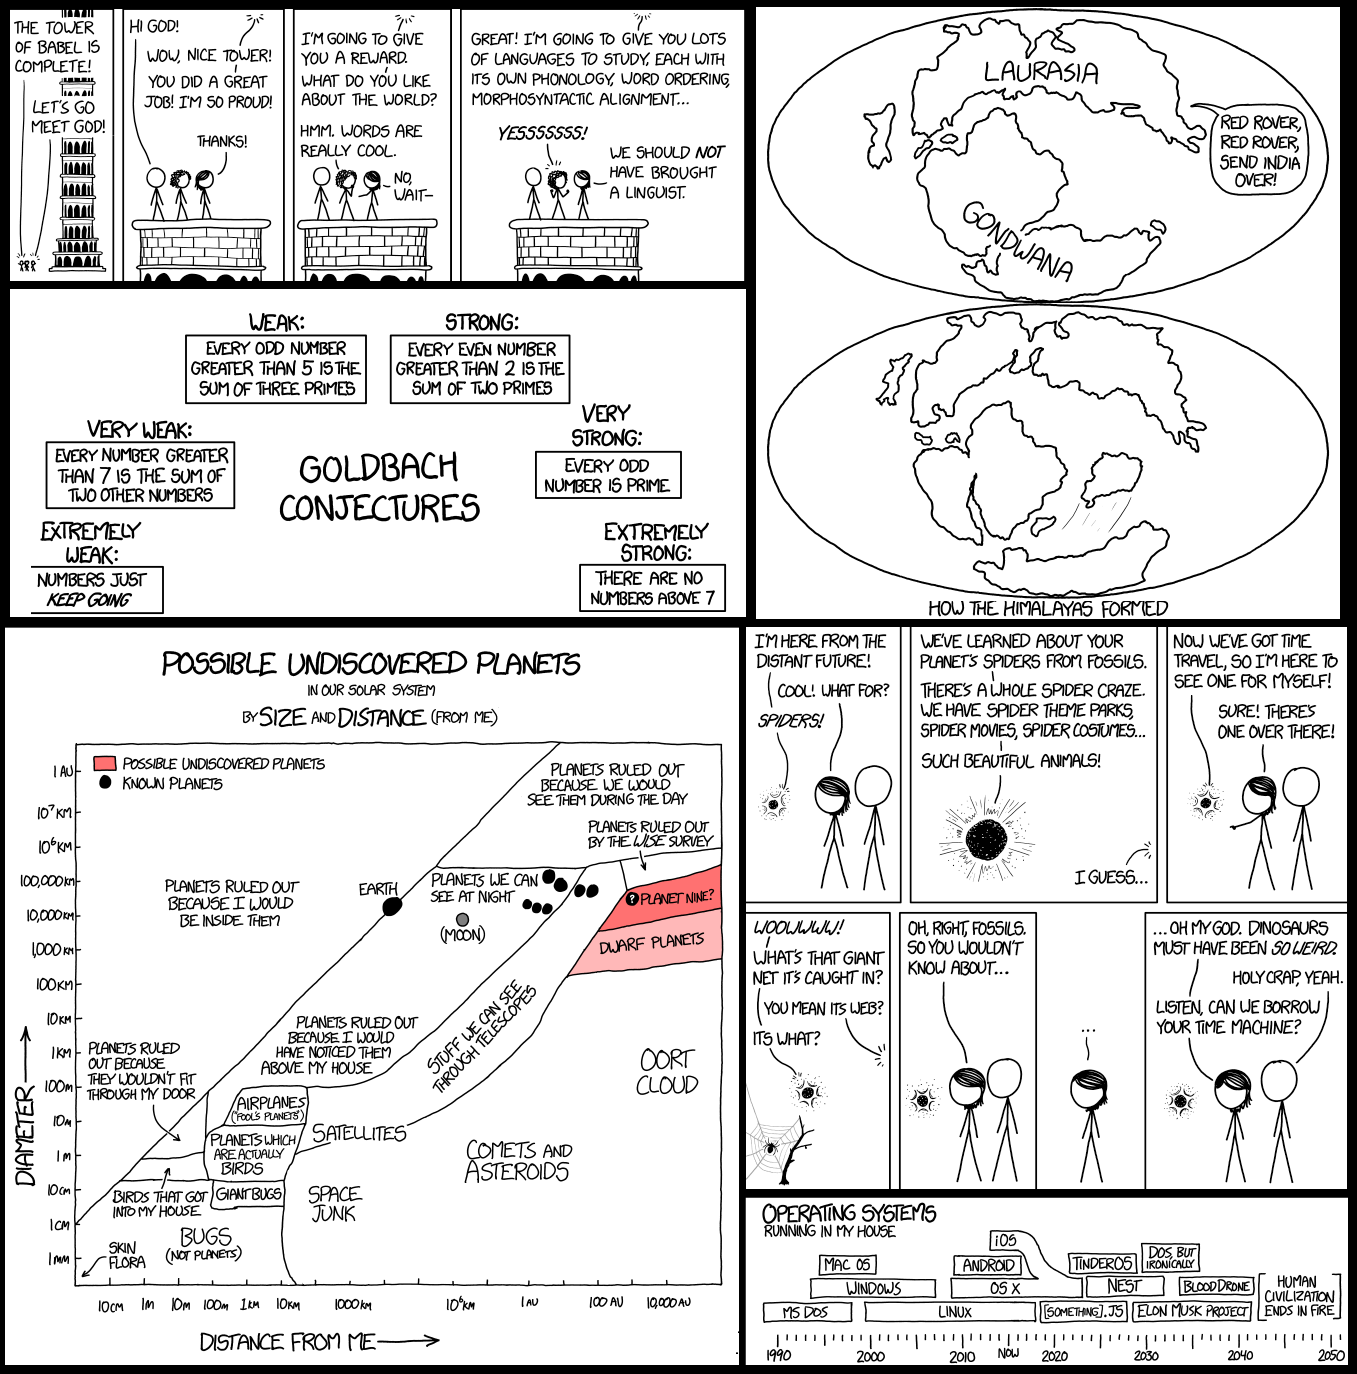 THE TOWER
OF BABEL IS
COMPLETE!
LET'S GO
MEET GOD!
HI GOD!
WOW, NICE TOWER!
YOU DID A GREAT
JOB! I'M SO PROUD!
THANKS!
I'M GOING TO GIVE
YOU A REWARD.
WHAT DO YOU LIKE
ABOUT THE WORLD?
HMM. WORDS ARE
REALLY COOL.
NO,
WAIT—
GREAT! I'M GOING TO GIVE YOU LOTS
OF LANGUAGES TO STUDY, EACH WITH
ITS OWN PHONOLOGY, WORD ORDERING,
MORPHOSYNTACTIC ALIGNMENT...
YESSSSSSS!
WE SHOULD NOT
HAVE BROUGHT
A LINGUIST.
LAURASIA
GONDWANA
RED ROVER,
RED ROVER,
SEND INDIA
OVER!
HOW THE HIMALAYAS FORMED
WEAK:
EVERY ODD NUMBER
GREATER THAN 5 IS THE
SUM OF THREE PRIMES
STRONG:
EVERY EVEN NUMBER
GREATER THAN 2 IS THE
SUM OF TWO PRIMES
VERY WEAK:
EVERY NUMBER GREATER
THAN 7 IS THE SUM OF
TWO OTHER NUMBERS
VERY
STRONG:
EVERY ODD
NUMBER IS PRIME
GOLDBACH
CONJECTURES
EXTREMELY
WEAK:
NUMBERS JUST
KEEP GOING
EXTREMELY
STRONG:
THERE ARE NO
NUMBERS ABOVE 7
POSSIBLE UNDISCOVERED PLANETS
IN OUR SOLAR SYSTEM
BY SIZE AND DISTANCE (FROM ME)
POSSIBLE UNDISCOVERED PLANETS
KNOWN PLANETS
1 AU
10⁷ KM
10⁶ KM
100,000 KM
10,000 KM
1,000 KM
100 KM
10 KM
1 KM
100 M
10 M
1 M
10 CM
1 CM
1 MM
DIAMETER
PLANETS RULED OUT
BECAUSE WE WOULD
SEE THEM DURING THE DAY
PLANETS RULED OUT
BY THE WISE SURVEY
PLANETS RULED OUT
BECAUSE I WOULD
BE INSIDE THEM
EARTH
PLANETS WE CAN
SEE AT NIGHT
(MOON)
? PLANET NINE?
DWARF PLANETS
PLANETS RULED OUT
BECAUSE I WOULD
HAVE NOTICED THEM
ABOVE MY HOUSE
STUFF WE CAN SEE
THROUGH TELESCOPES
OORT
CLOUD
PLANETS RULED
OUT BECAUSE
THEY WOULDN'T FIT
THROUGH MY DOOR
AIRPLANES
("FOOL'S PLANETS")
PLANETS WHICH
ARE ACTUALLY
BIRDS
SATELLITES
COMETS AND
ASTEROIDS
BIRDS THAT GOT
INTO MY HOUSE
GIANT BUGS
SPACE
JUNK
BUGS
(NOT PLANETS)
SKIN
FLORA
10 CM
1 M
10 M
100 M
1 KM
10 KM
1000 KM
10⁶ KM
1 AU
100 AU
10,000 AU
DISTANCE FROM ME
I'M HERE FROM THE
DISTANT FUTURE!
COOL! WHAT FOR?
SPIDERS!
WE'VE LEARNED ABOUT YOUR
PLANET'S SPIDERS FROM FOSSILS.
THERE'S A WHOLE SPIDER CRAZE.
WE HAVE SPIDER THEME PARKS,
SPIDER MOVIES, SPIDER COSTUMES...
SUCH BEAUTIFUL ANIMALS!
I GUESS...
NOW WE'VE GOT TIME
TRAVEL, SO I'M HERE TO
SEE ONE FOR MYSELF!
SURE! THERE'S
ONE OVER THERE!
WOOWWWW!
WHAT'S THAT GIANT
NET IT'S CAUGHT IN?
YOU MEAN ITS WEB?
ITS WHAT?
OH, RIGHT, FOSSILS.
SO YOU WOULDN'T
KNOW ABOUT...
...
...OH MY GOD. DINOSAURS
MUST HAVE BEEN SO WEIRD.
HOLY CRAP, YEAH.
LISTEN, CAN WE BORROW
YOUR TIME MACHINE?
OPERATING SYSTEMS
RUNNING IN MY HOUSE
iOS
MAC OS
ANDROID
TINDEROS
DOS, BUT
IRONICALLY
WINDOWS
OS X
NEST
BLOODDRONE
MS DOS
LINUX
[SOMETHING].JS
ELON MUSK PROJECT
HUMAN
CIVILIZATION
ENDS IN FIRE
1990
2000
2010
NOW
2020
2030
2040
2050